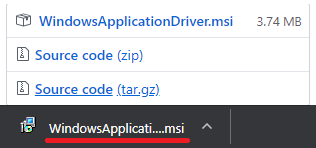 WindowsApplicationDriver.msi 3.74 MB
Source code (zip)
Source code (tar.gz)
WindowsApplicati....msi